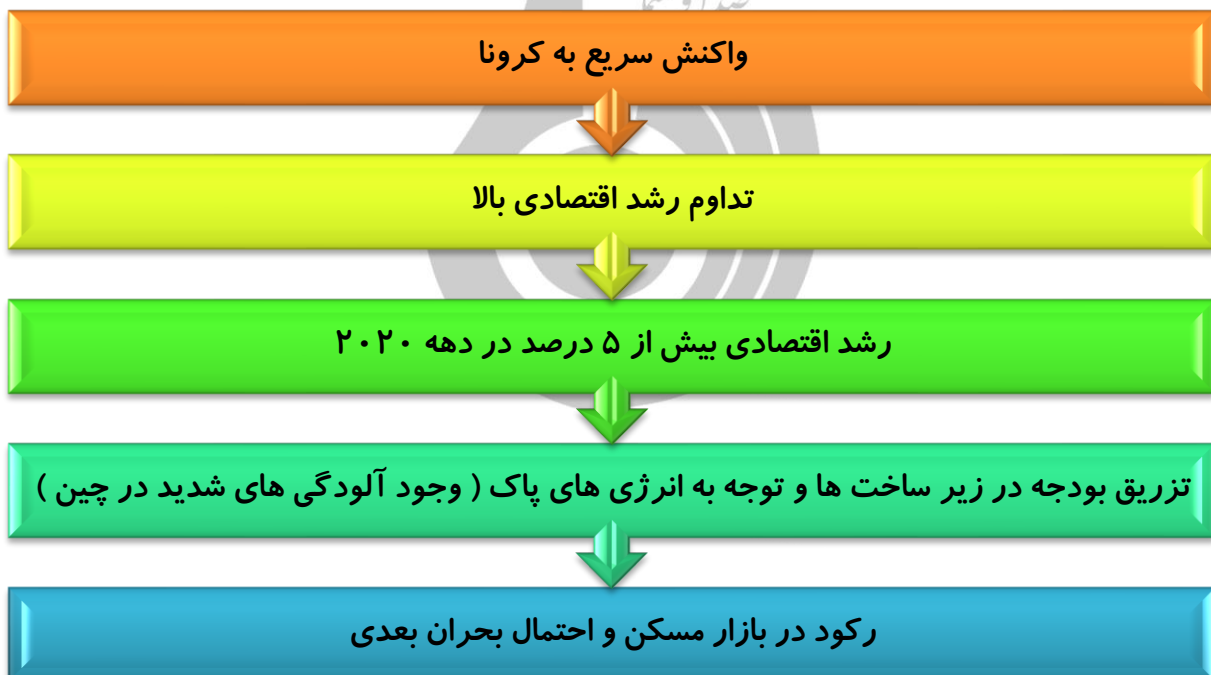 واکنش سریع به کرونا
تداوم رشد اقتصادی بالا
رشد اقتصادی بیش از ۵ درصد در دهه ۲۰۲۰
تزریق بودجه در زیر ساخت ها و توجه به انرژی های پاک ( وجود آلودگی های شدید در چین )
رکود در بازار مسکن و احتمال بحران بعدی